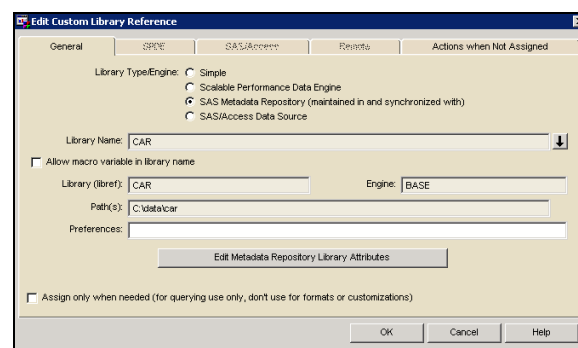 Edit Custom Library Reference
General SPDE SAS/Access Remote Actions when Not Assigned
Library Type/Engine: Simple
Scalable Performance Data Engine
SAS Metadata Repository (maintained in and synchronized with)
SAS/Access Data Source
Library Name: CAR
Allow macro variable in library name
Library (libref): CAR Engine: BASE
Path(s): C:\data\car
Preferences:
Edit Metadata Repository Library Attributes
Assign only when needed (for querying use only, don't use for formats or customizations)
OK Cancel Help